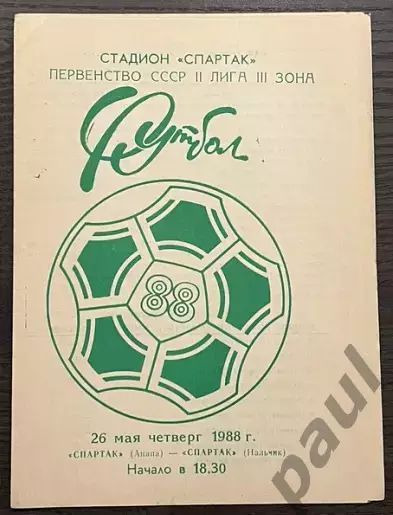 СТАДИОН «СПАРТАК»
ПЕРВЕНСТВО СССР II ЛИГА III ЗОНА
Футбол
88
26 мая четверг 1988 г.
«СПАРТАК» (Анапа) — «СПАРТАК» (Нальчик)
Начало в 18.30
paul